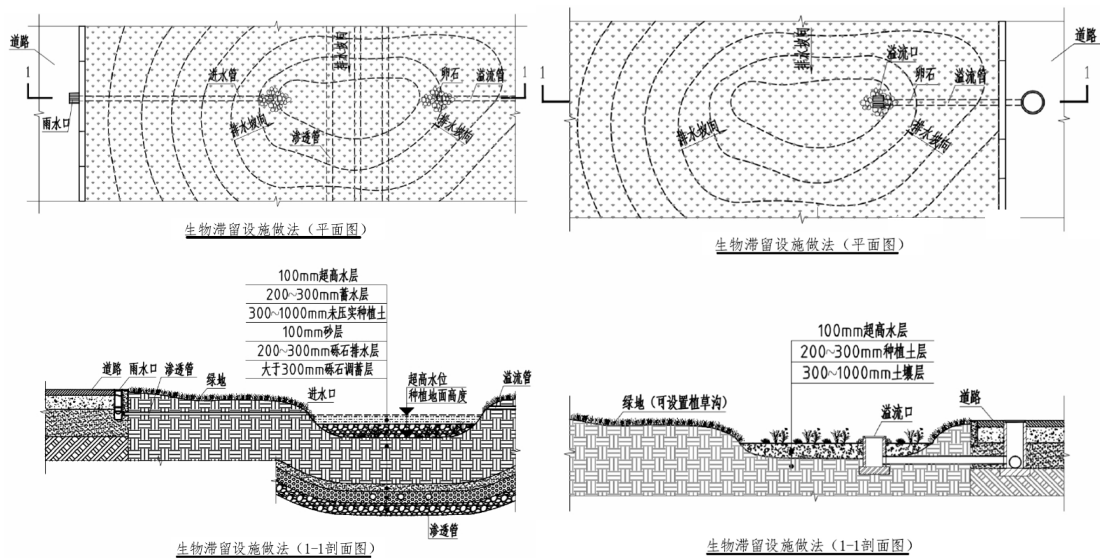 道路
进水管
排水坡向
卵石
溢流管
1
1
雨水口
排水坡向
渗透管
排水坡向
生物滞留设施做法（平面图）
排水坡向
溢流口
卵石
溢流管
道路
1
1
排水坡向
排水坡向
生物滞留设施做法（平面图）
100mm超高水层
200~300mm蓄水层
300~1000mm未压实种植土
100mm砂层
200~300mm砾石排水层
大于300mm砾石调蓄层
道路
雨水口
渗透管
绿地
进水口
超高水位
种植地面高度
溢流管
渗透管
生物滞留设施做法（1-1剖面图）
100mm超高水层
200~300mm种植土层
300~1000mm土壤层
绿地（可设置植草沟）
溢流口
道路
生物滞留设施做法（1-1剖面图）